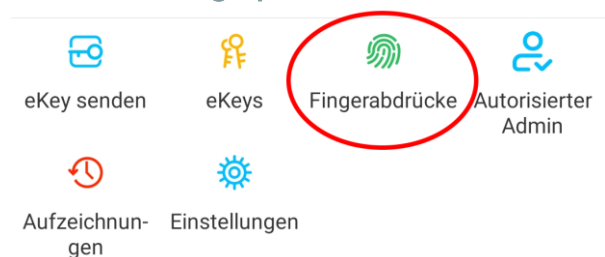 eKey senden
eKeys
Fingerabdrücke
Autorisierter
Admin
Aufzeichnun-
gen
Einstellungen